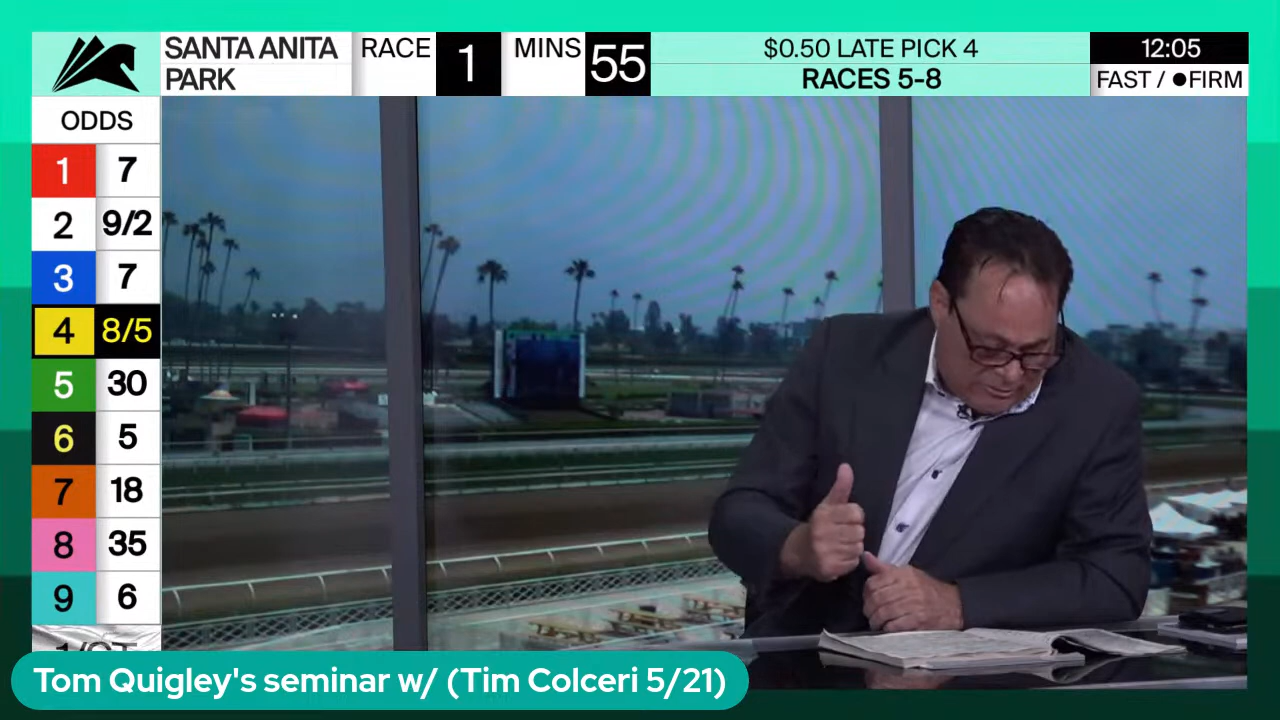 SANTA ANITA
PARK
RACE 1
MINS 55
$0.50 LATE PICK 4
RACES 5-8
12:05
FAST / ●FIRM
ODDS
1 7
2 9/2
3 7
4 8/5
5 30
6 5
7 18
8 35
9 6
Tom Quigley's seminar w/ (Tim Colceri 5/21)